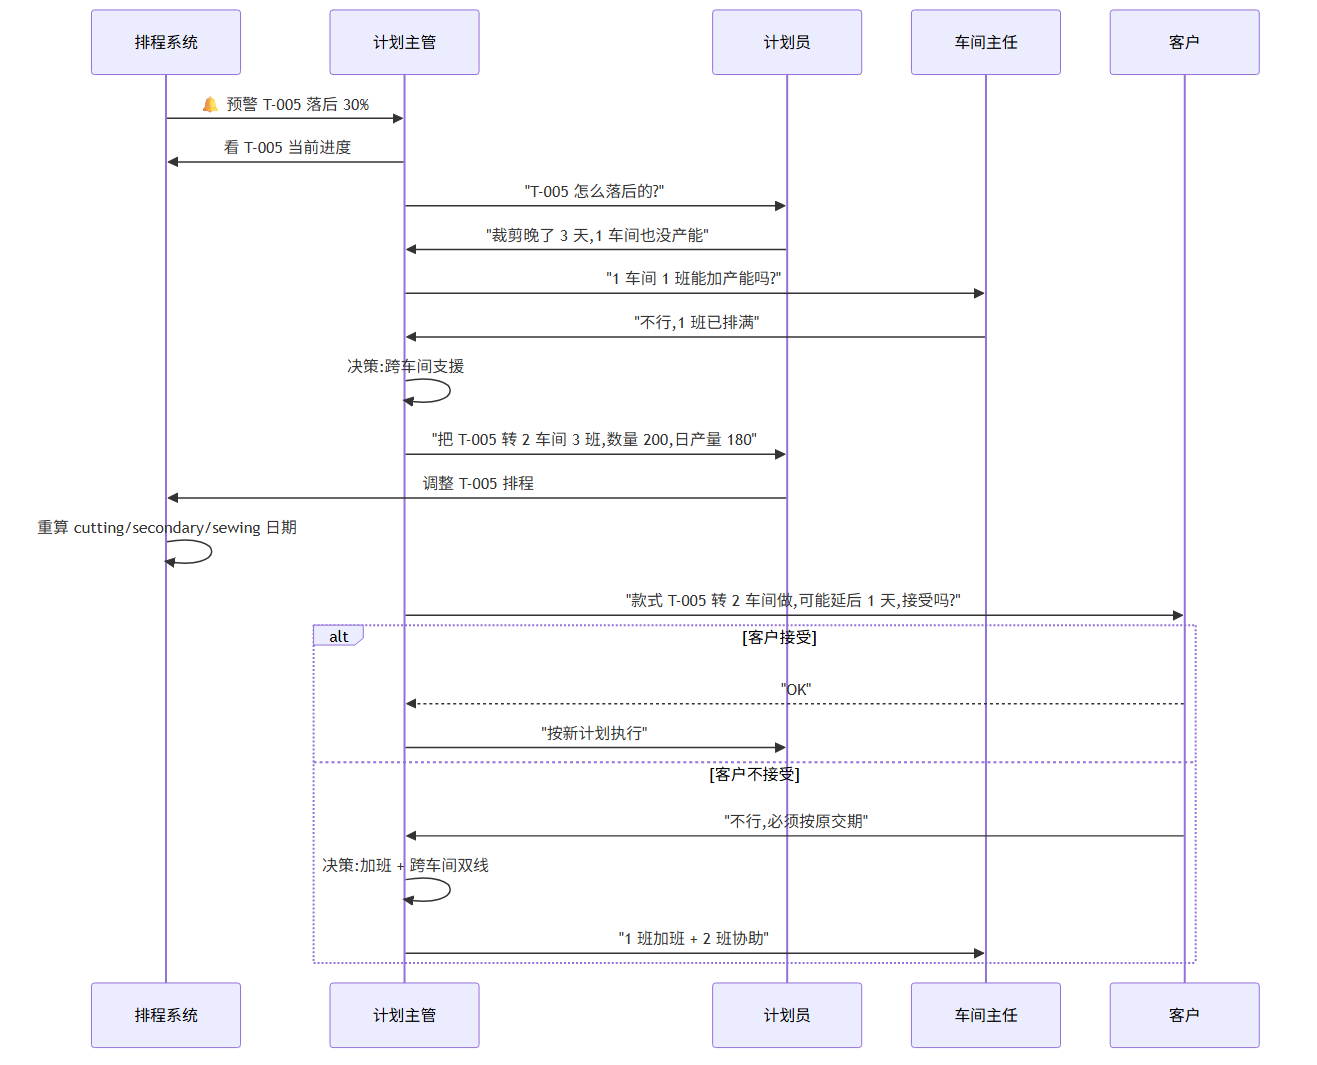 排程系统
计划主管
计划员
车间主任
客户
🔔 预警 T-005 落后 30%
看 T-005 当前进度
"T-005 怎么落后的?"
"裁剪晚了 3 天,1 车间也没产能"
"1 车间 1 班能加产能吗?"
"不行,1 班已排满"
决策:跨车间支援
"把 T-005 转 2 车间 3 班,数量 200,日产量 180"
调整 T-005 排程
重算 cutting/secondary/sewing 日期
"款式 T-005 转 2 车间做,可能延后 1 天,接受吗?"
alt
[客户接受]
"OK"
"按新计划执行"
[客户不接受]
"不行,必须按原交期"
决策:加班 + 跨车间双线
"1 班加班 + 2 班协助"
排程系统
计划主管
计划员
车间主任
客户